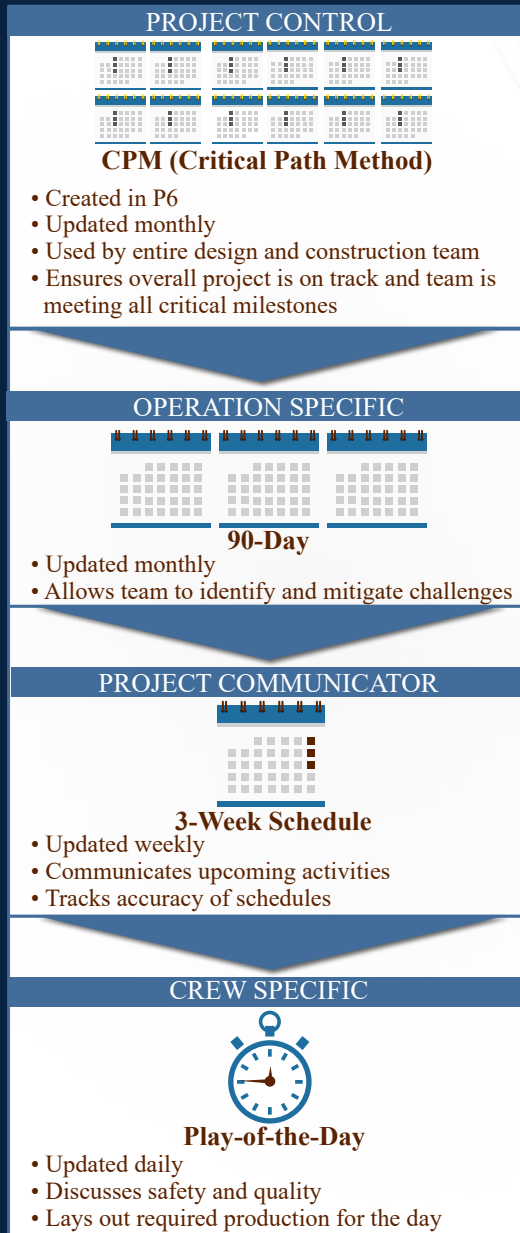 PROJECT CONTROL
CPM (Critical Path Method)
• Created in P6
• Updated monthly
• Used by entire design and construction team
• Ensures overall project is on track and team is
meeting all critical milestones
OPERATION SPECIFIC
90-Day
• Updated monthly
• Allows team to identify and mitigate challenges
PROJECT COMMUNICATOR
3-Week Schedule
• Updated weekly
• Communicates upcoming activities
• Tracks accuracy of schedules
CREW SPECIFIC
Play-of-the-Day
• Updated daily
• Discusses safety and quality
• Lays out required production for the day